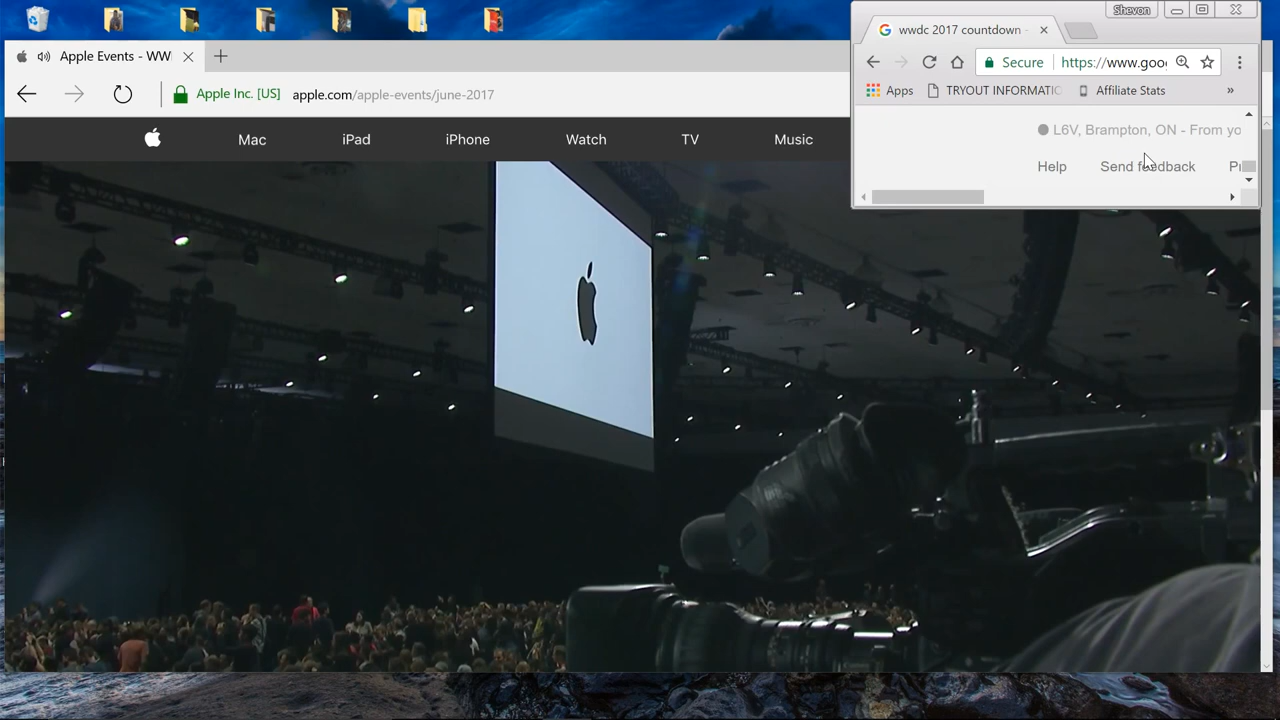 Shevon
wwdc 2017 countdown -
Secure https://www.goo
Apps TRYOUT INFORMATI Affiliate Stats »
L6V, Brampton, ON - From yo
Help Send feedback
Apple Events - WW
Apple Inc. [US] apple.com/apple-events/june-2017
Mac iPad iPhone Watch TV Music